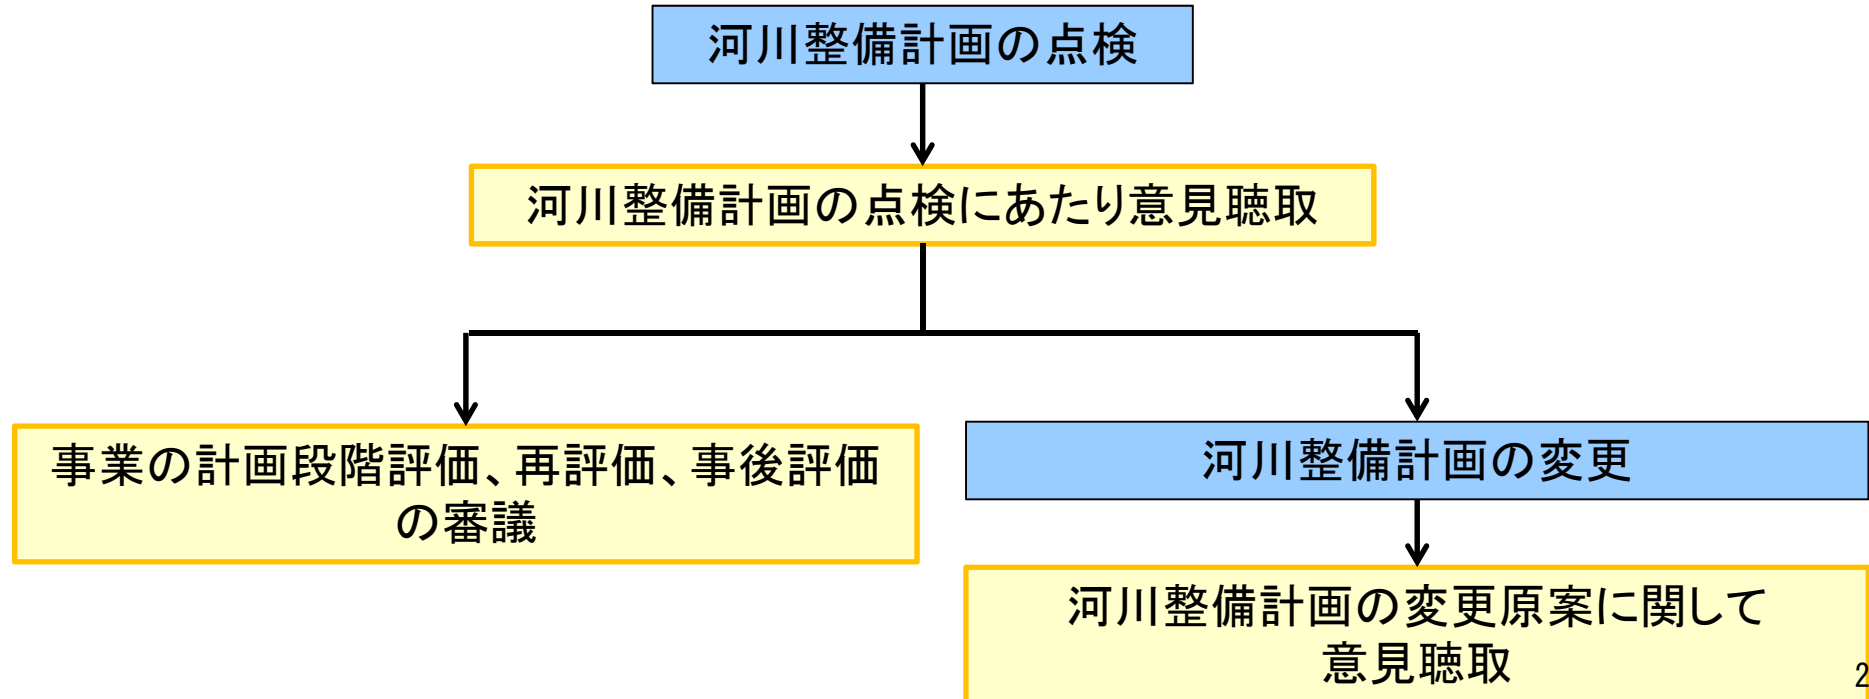 河川整備計画の点検
河川整備計画の点検にあたり意見聴取
事業の計画段階評価、再評価、事後評価
の審議
河川整備計画の変更
河川整備計画の変更原案に関して
意見聴取
2